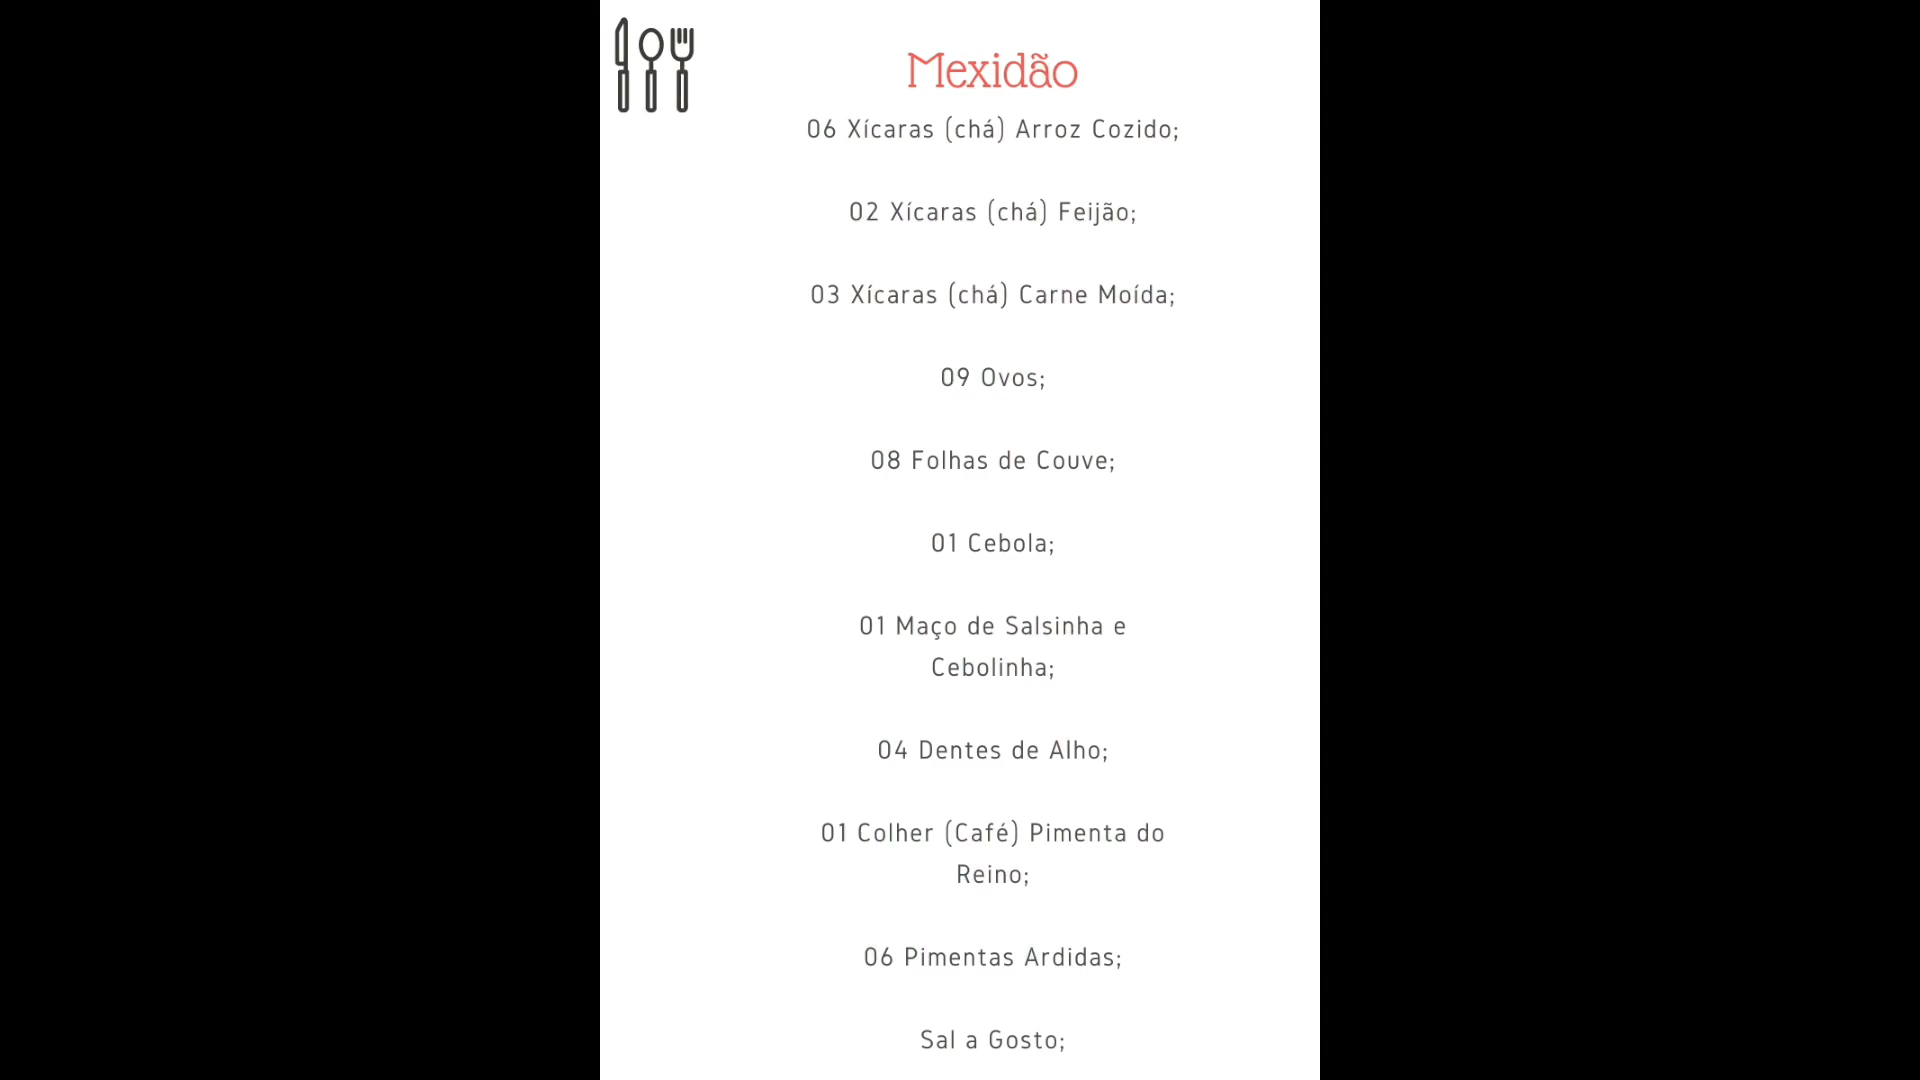 Mexidão
06 Xícaras (chá) Arroz Cozido;
02 Xícaras (chá) Feijão;
03 Xícaras (chá) Carne Moída;
09 Ovos;
08 Folhas de Couve;
01 Cebola;
01 Maço de Salsinha e
Cebolinha;
04 Dentes de Alho;
01 Colher (Café) Pimenta do
Reino;
06 Pimentas Ardidas;
Sal a Gosto;